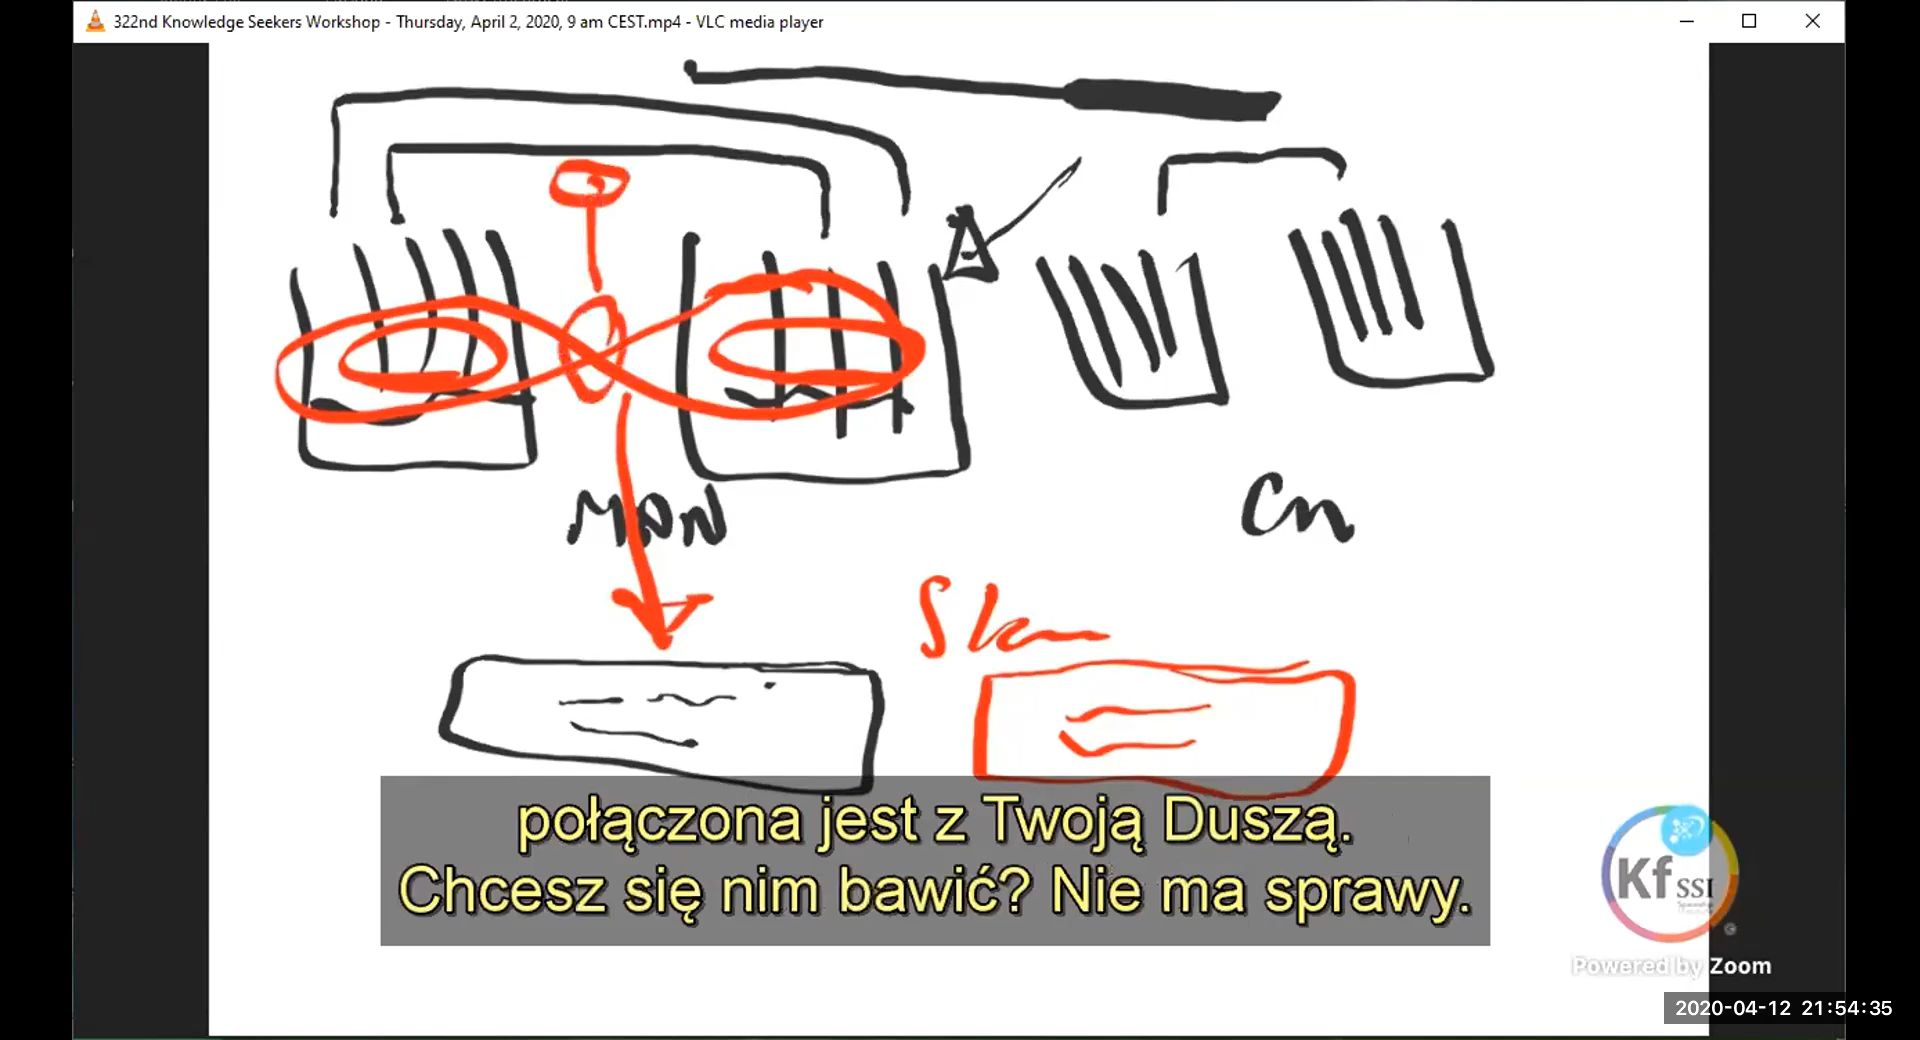 322nd Knowledge Seekers Workshop - Thursday, April 2, 2020, 9 am CEST.mp4 - VLC media player
MAN
Cn
połączona jest z Twoją Duszą.
Chcesz się nim bawić? Nie ma sprawy.
Kf SSI
Powered by Zoom
2020-04-12 21:54:35